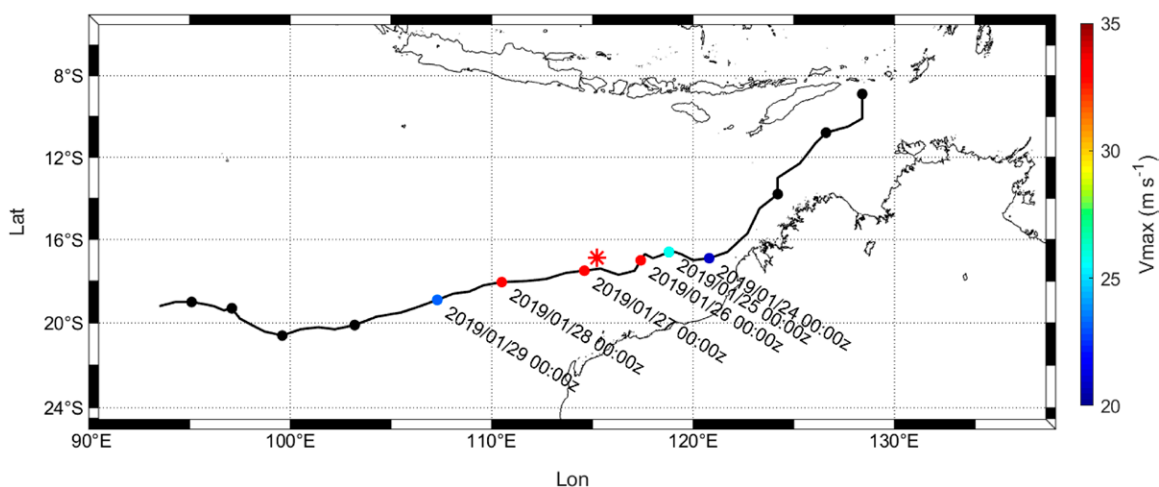 8°S
12°S
16°S
20°S
24°S
Lat
90°E
100°E
110°E
120°E
130°E
Lon
2019/01/24 00:00z
2019/01/25 00:00z
2019/01/26 00:00z
2019/01/27 00:00z
2019/01/28 00:00z
2019/01/29 00:00z
35
30
25
20
Vmax (m s⁻¹)